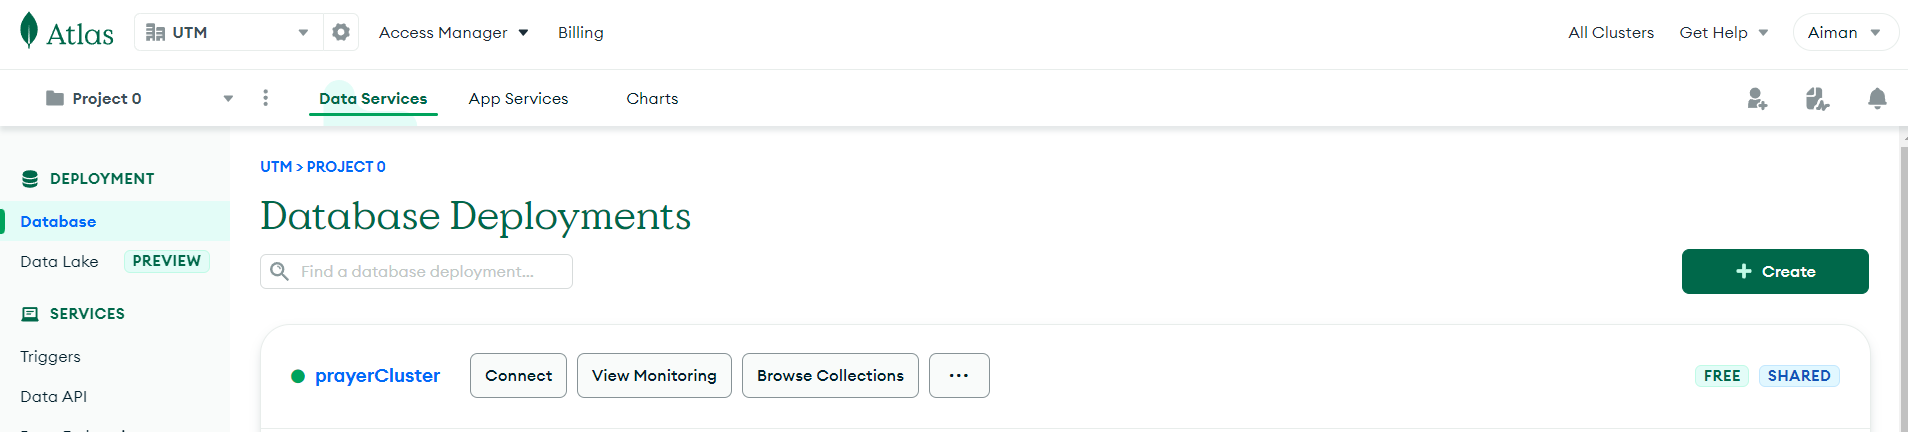 Atlas
UTM
Access Manager
Billing
All Clusters
Get Help
Aiman
Project 0
Data Services
App Services
Charts
DEPLOYMENT
Database
Data Lake PREVIEW
SERVICES
Triggers
Data API
UTM > PROJECT 0
Database Deployments
Find a database deployment...
+ Create
prayerCluster
Connect
View Monitoring
Browse Collections
...
FREE
SHARED